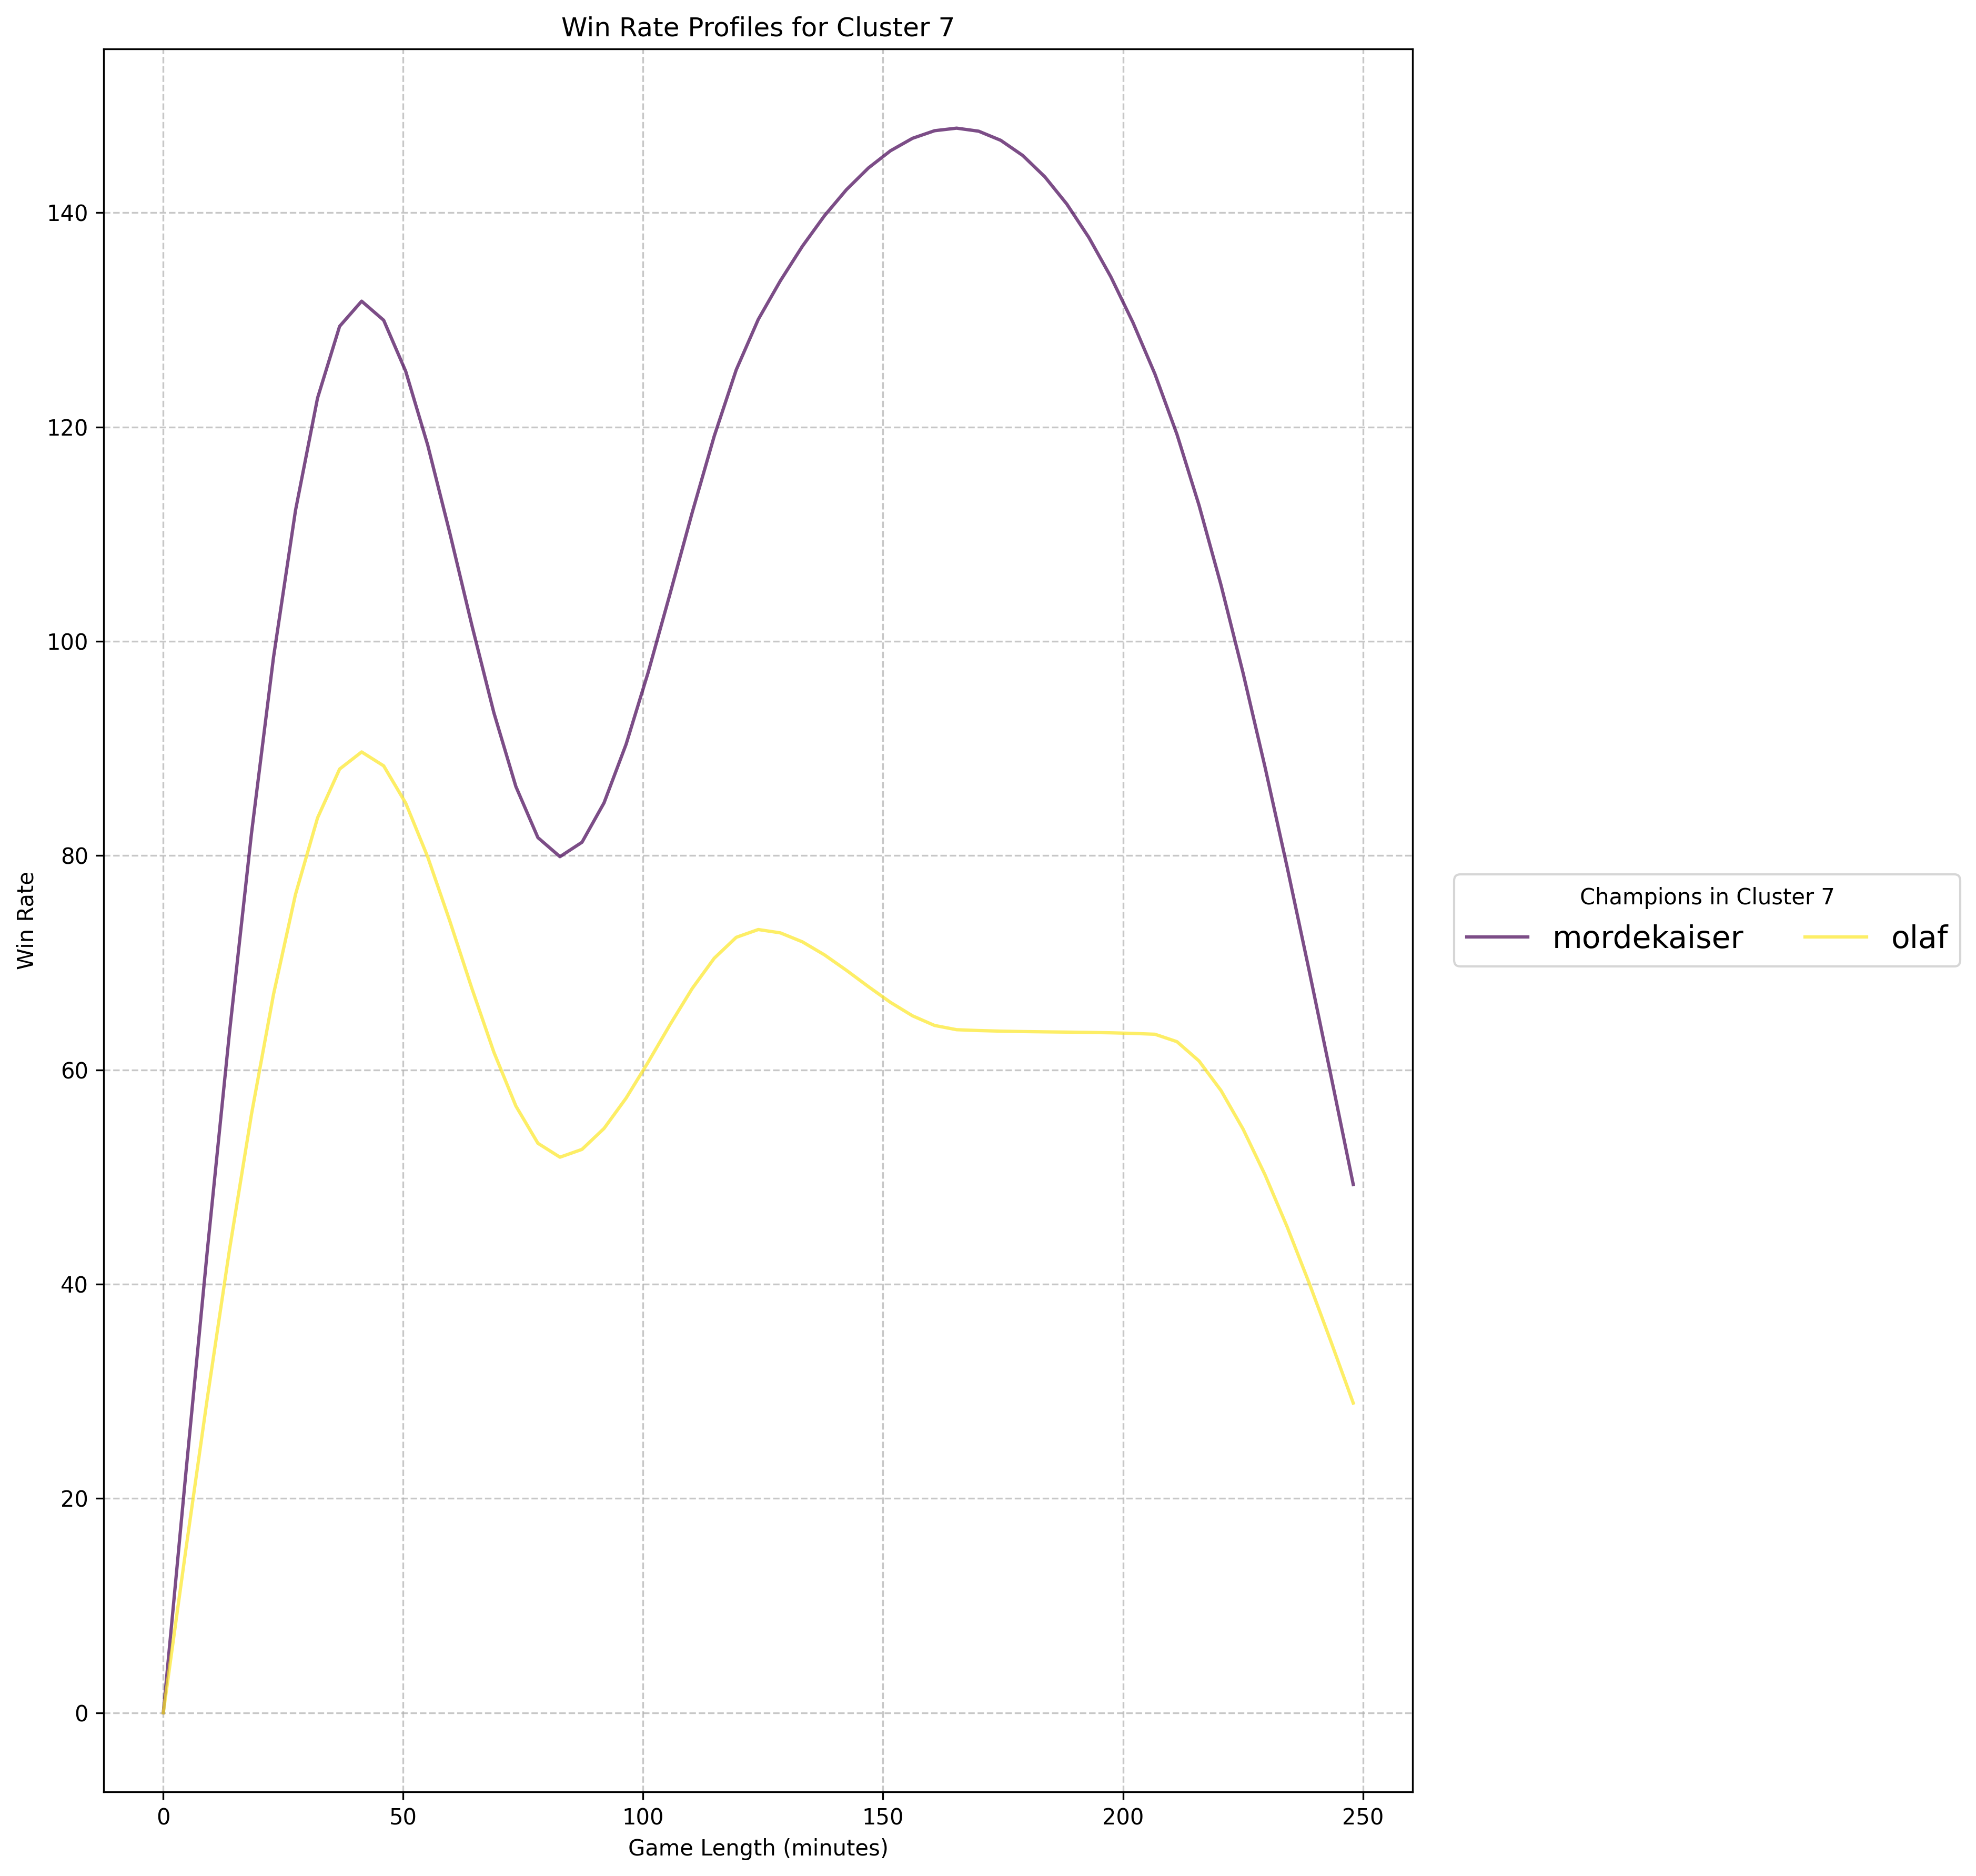 Win Rate Profiles for Cluster 7
140
120
100
80
60
40
20
0
Win Rate
0 50 100 150 200 250
Game Length (minutes)
Champions in Cluster 7
mordekaiser olaf